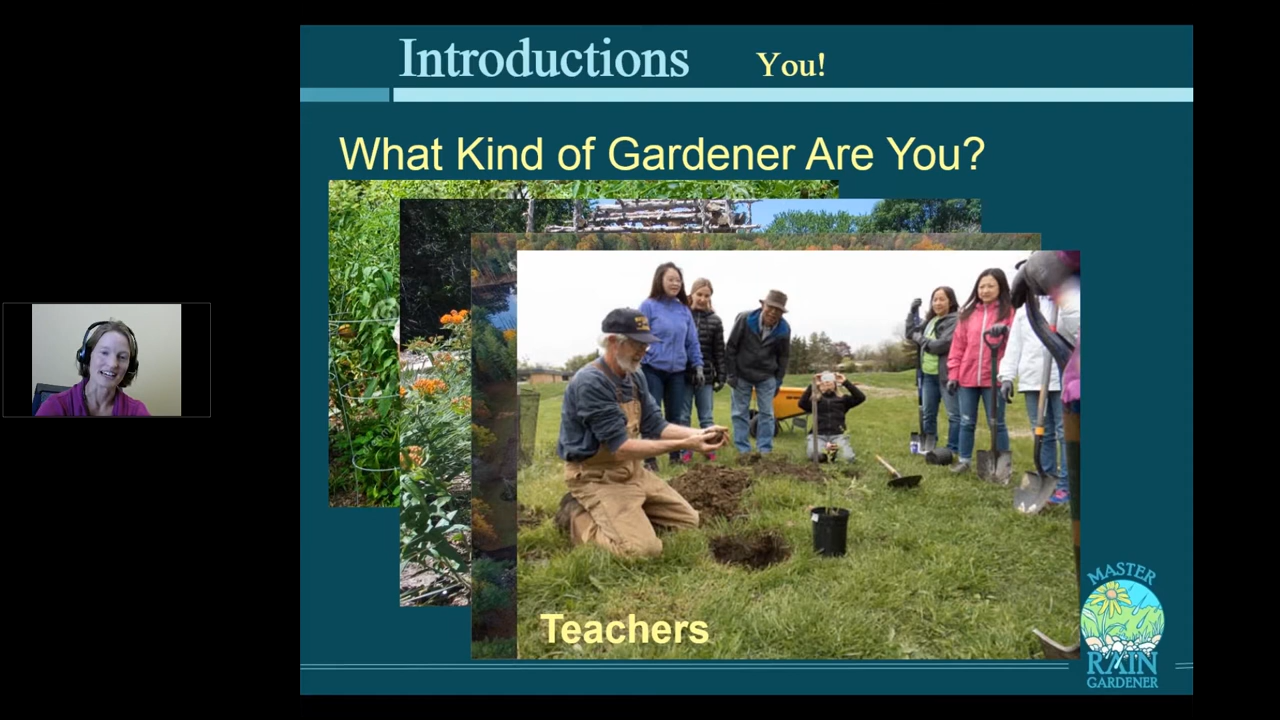 Introductions You!
What Kind of Gardener Are You?
Teachers
MASTER
RAIN
GARDENER